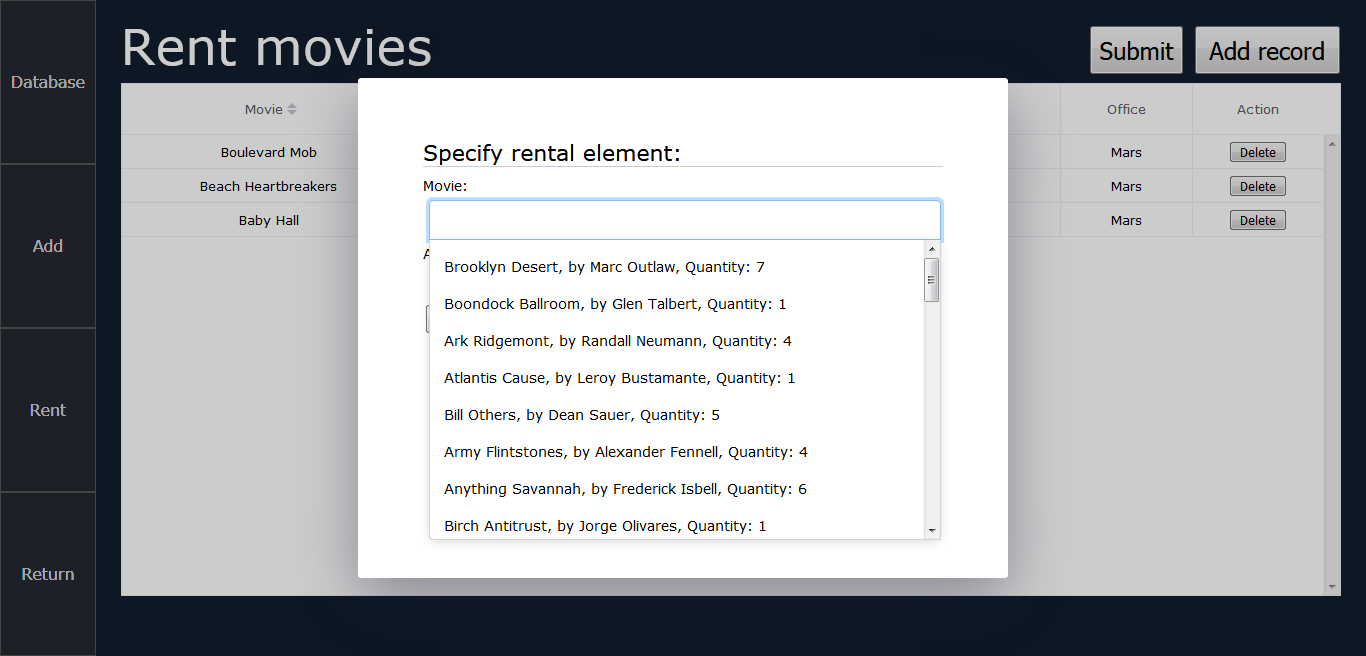 Database
Add
Rent
Return
Rent movies
Submit Add record
Movie Office Action
Boulevard Mob Mars Delete
Beach Heartbreakers Mars Delete
Baby Hall Mars Delete
Specify rental element:
Movie:
Brooklyn Desert, by Marc Outlaw, Quantity: 7
Boondock Ballroom, by Glen Talbert, Quantity: 1
Ark Ridgemont, by Randall Neumann, Quantity: 4
Atlantis Cause, by Leroy Bustamante, Quantity: 1
Bill Others, by Dean Sauer, Quantity: 5
Army Flintstones, by Alexander Fennell, Quantity: 4
Anything Savannah, by Frederick Isbell, Quantity: 6
Birch Antitrust, by Jorge Olivares, Quantity: 1